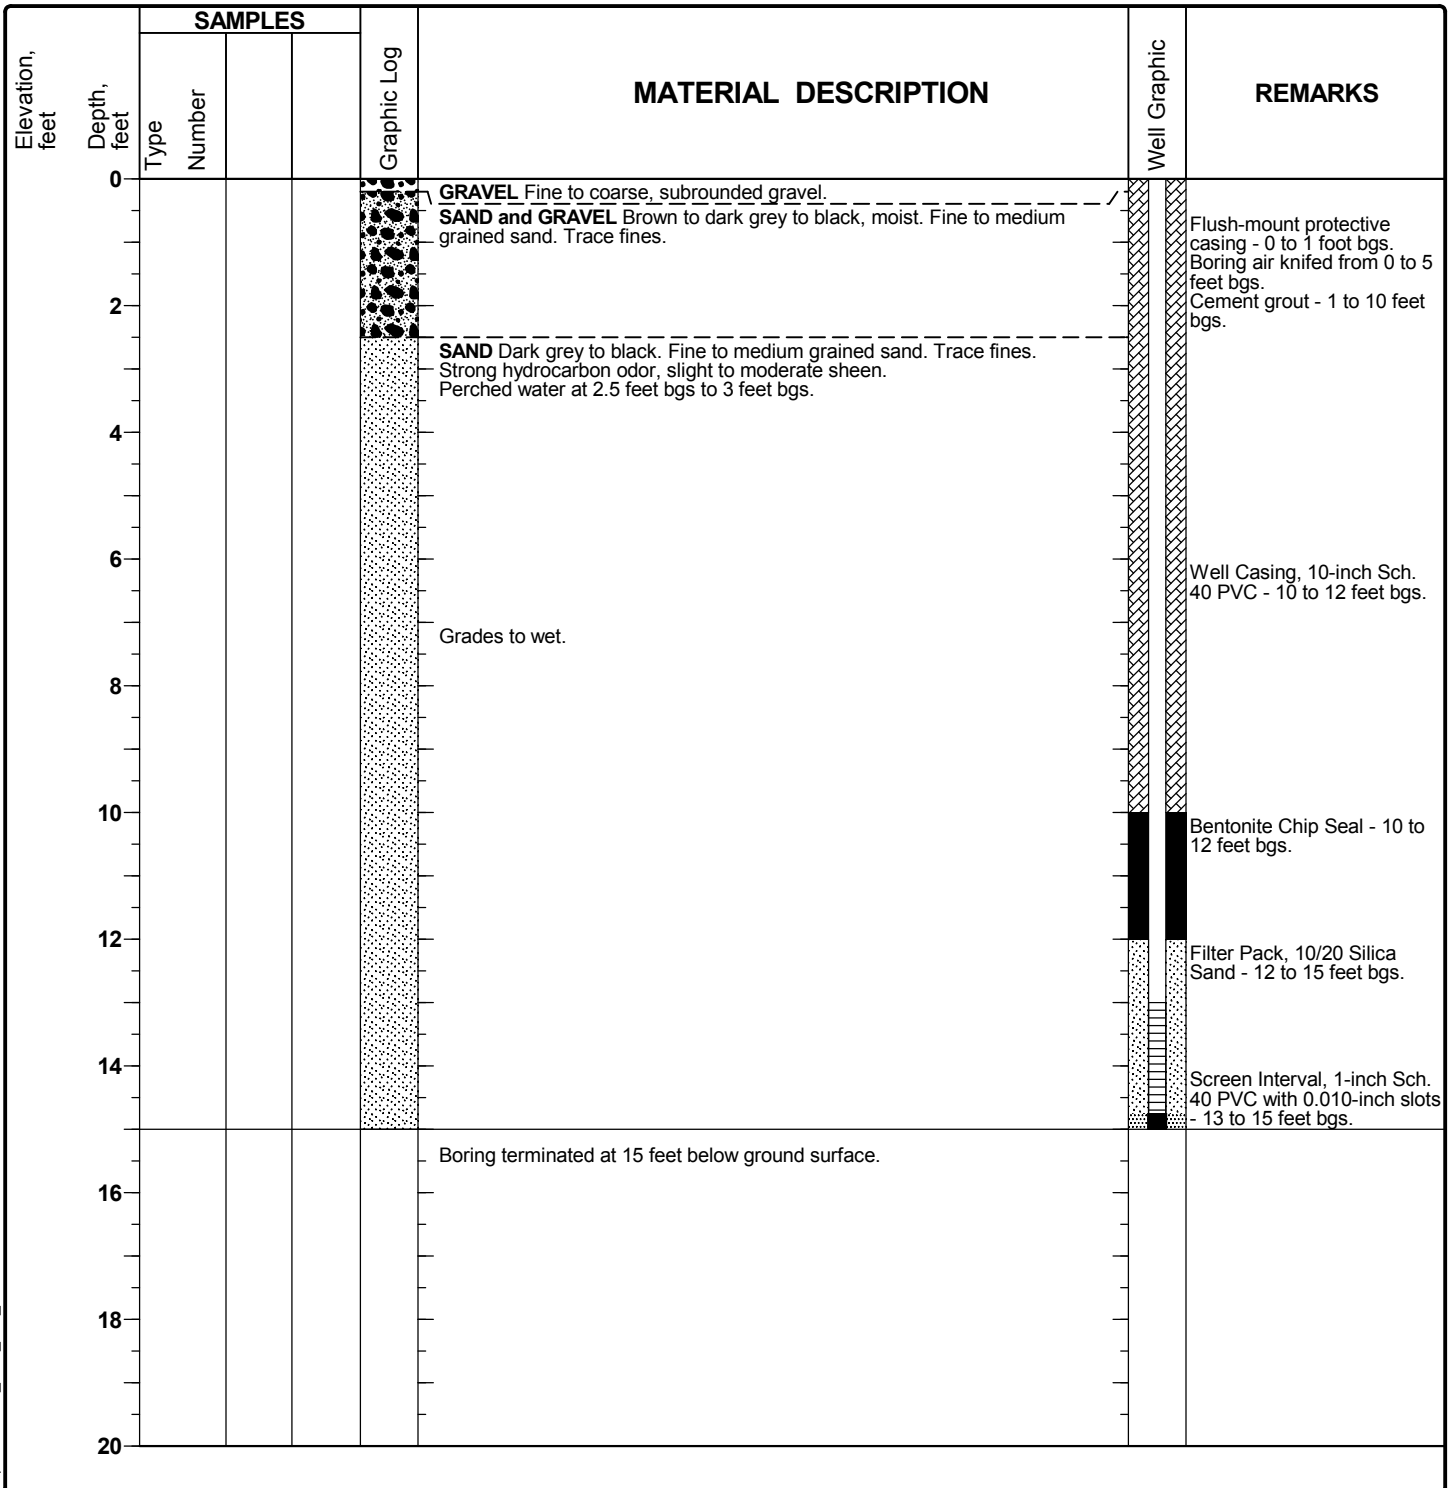 SAMPLES
Elevation,
feet
Depth,
feet
Type
Number
Graphic Log
MATERIAL DESCRIPTION
Well Graphic
REMARKS
0
GRAVEL Fine to coarse, subrounded gravel.
SAND and GRAVEL Brown to dark grey to black, moist. Fine to medium
grained sand. Trace fines.
Flush-mount protective
casing - 0 to 1 foot bgs.
Boring air knifed from 0 to 5
feet bgs.
Cement grout - 1 to 10 feet
bgs.
2
SAND Dark grey to black. Fine to medium grained sand. Trace fines.
Strong hydrocarbon odor, slight to moderate sheen.
Perched water at 2.5 feet bgs to 3 feet bgs.
4
6
Well Casing, 10-inch Sch.
40 PVC - 10 to 12 feet bgs.
Grades to wet.
8
10
Bentonite Chip Seal - 10 to
12 feet bgs.
12
Filter Pack, 10/20 Silica
Sand - 12 to 15 feet bgs.
14
Screen Interval, 1-inch Sch.
40 PVC with 0.010-inch slots
- 13 to 15 feet bgs.
Boring terminated at 15 feet below ground surface.
16
18
20